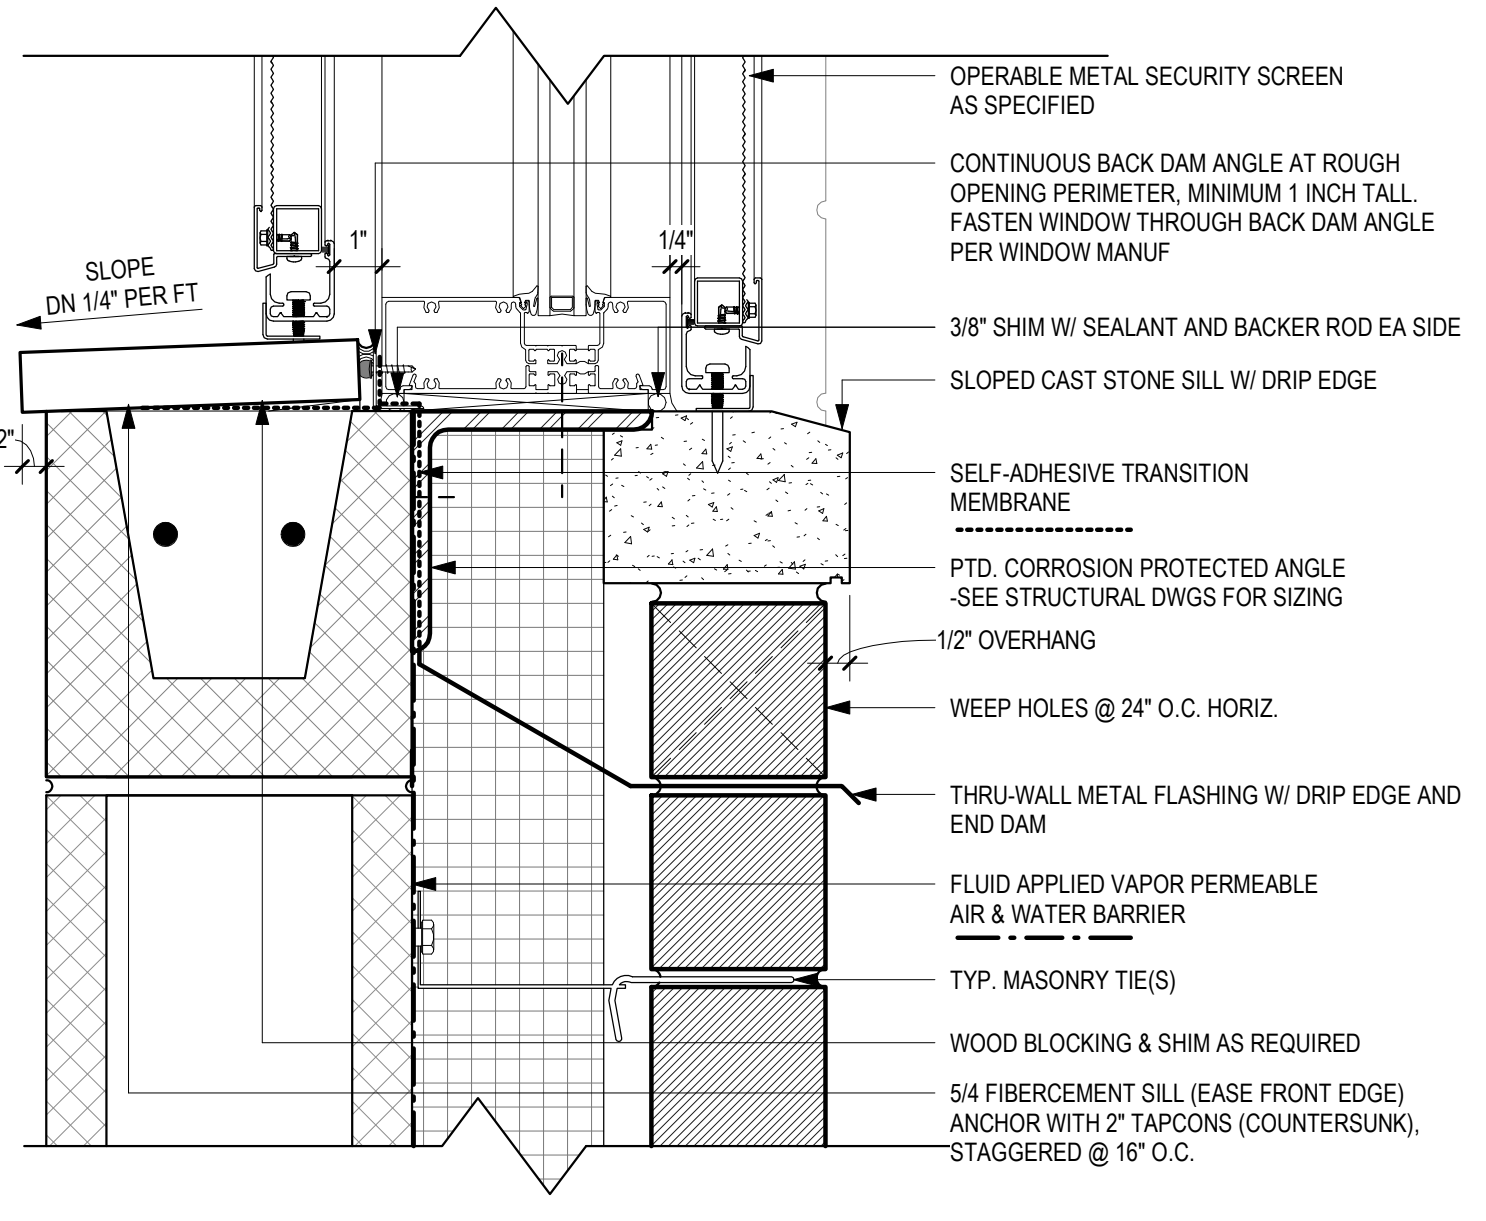 OPERABLE METAL SECURITY SCREEN
AS SPECIFIED
CONTINUOUS BACK DAM ANGLE AT ROUGH
OPENING PERIMETER, MINIMUM 1 INCH TALL.
FASTEN WINDOW THROUGH BACK DAM ANGLE
PER WINDOW MANUF
1"
1/4"
SLOPE
DN 1/4" PER FT
3/8" SHIM W/ SEALANT AND BACKER ROD EA SIDE
SLOPED CAST STONE SILL W/ DRIP EDGE
2"
SELF-ADHESIVE TRANSITION
MEMBRANE
PTD. CORROSION PROTECTED ANGLE
-SEE STRUCTURAL DWGS FOR SIZING
1/2" OVERHANG
WEEP HOLES @ 24" O.C. HORIZ.
THRU-WALL METAL FLASHING W/ DRIP EDGE AND
END DAM
FLUID APPLIED VAPOR PERMEABLE
AIR & WATER BARRIER
TYP. MASONRY TIE(S)
WOOD BLOCKING & SHIM AS REQUIRED
5/4 FIBERCEMENT SILL (EASE FRONT EDGE)
ANCHOR WITH 2" TAPCONS (COUNTERSUNK),
STAGGERED @ 16" O.C.